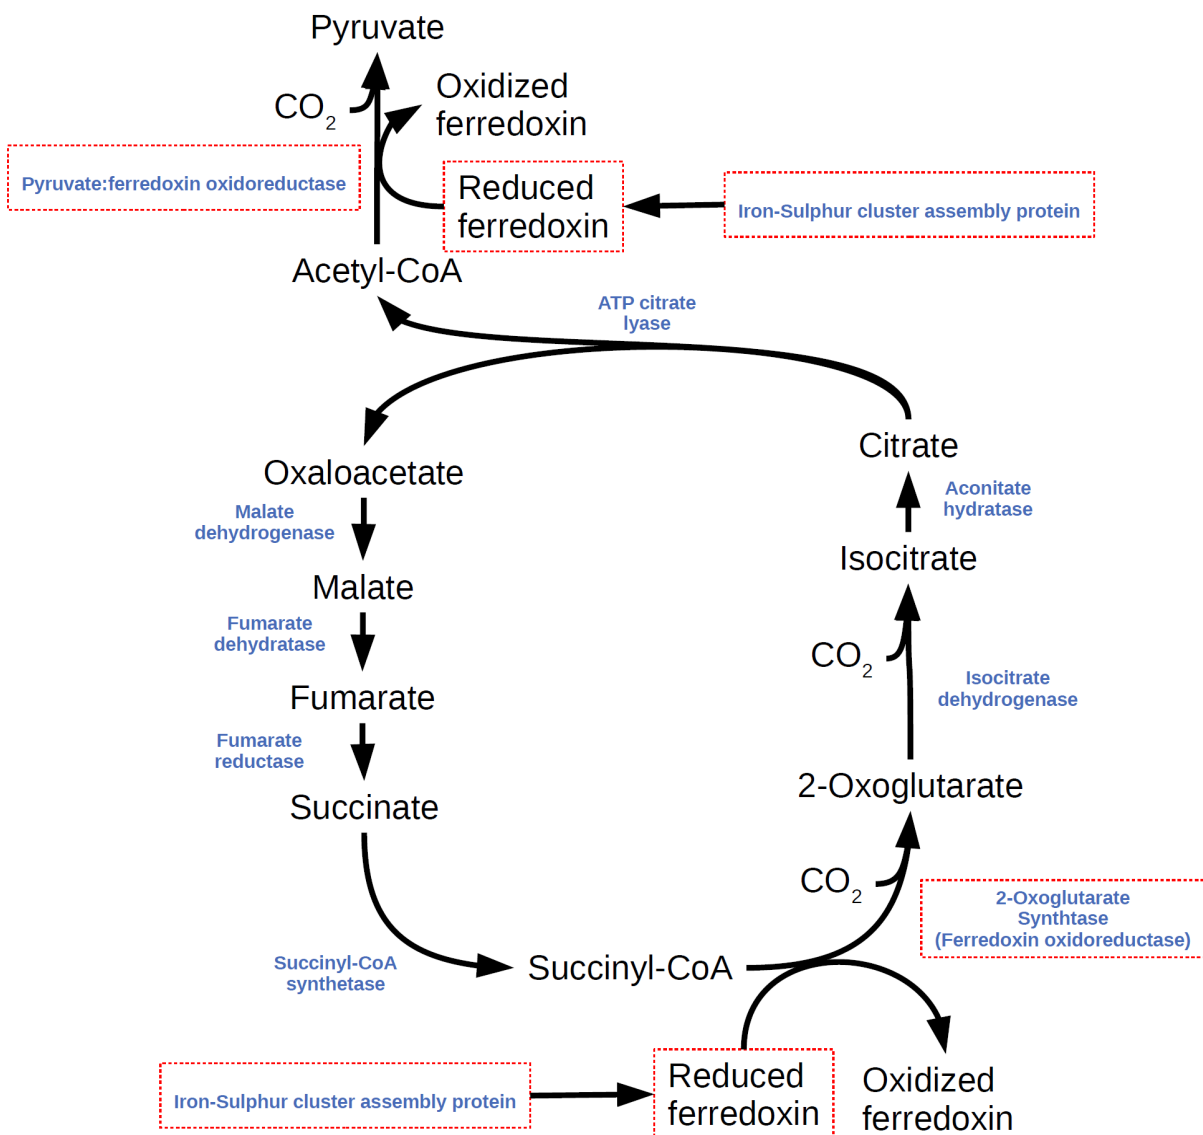 Pyruvate
CO2
Oxidized
ferredoxin
Pyruvate:ferredoxin oxidoreductase
Reduced
ferredoxin
Iron-Sulphur cluster assembly protein
Acetyl-CoA
ATP citrate
lyase
Oxaloacetate
Citrate
Malate
dehydrogenase
Aconitate
hydratase
Malate
Isocitrate
Fumarate
dehydratase
CO2
Fumarate
Isocitrate
dehydrogenase
Fumarate
reductase
2-Oxoglutarate
Succinate
CO2
2-Oxoglutarate
Synthtase
(Ferredoxin oxidoreductase)
Succinyl-CoA
synthetase
Succinyl-CoA
Iron-Sulphur cluster assembly protein
Reduced
ferredoxin
Oxidized
ferredoxin